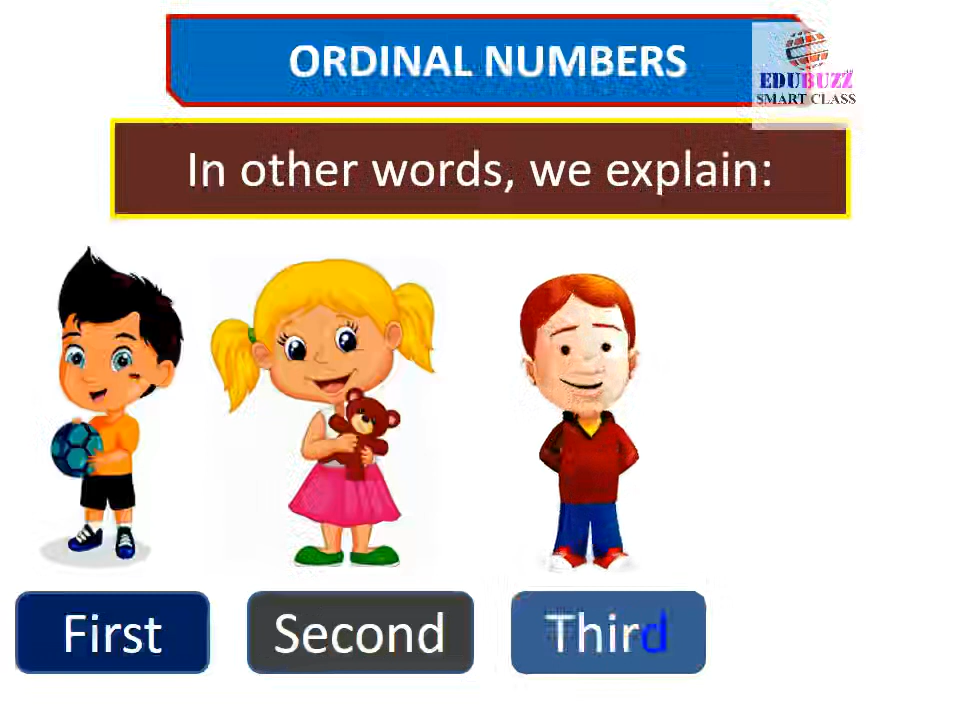 ORDINAL NUMBERS
EDUBUZZ
SMART CLASS
In other words, we explain:
First
Second
Third